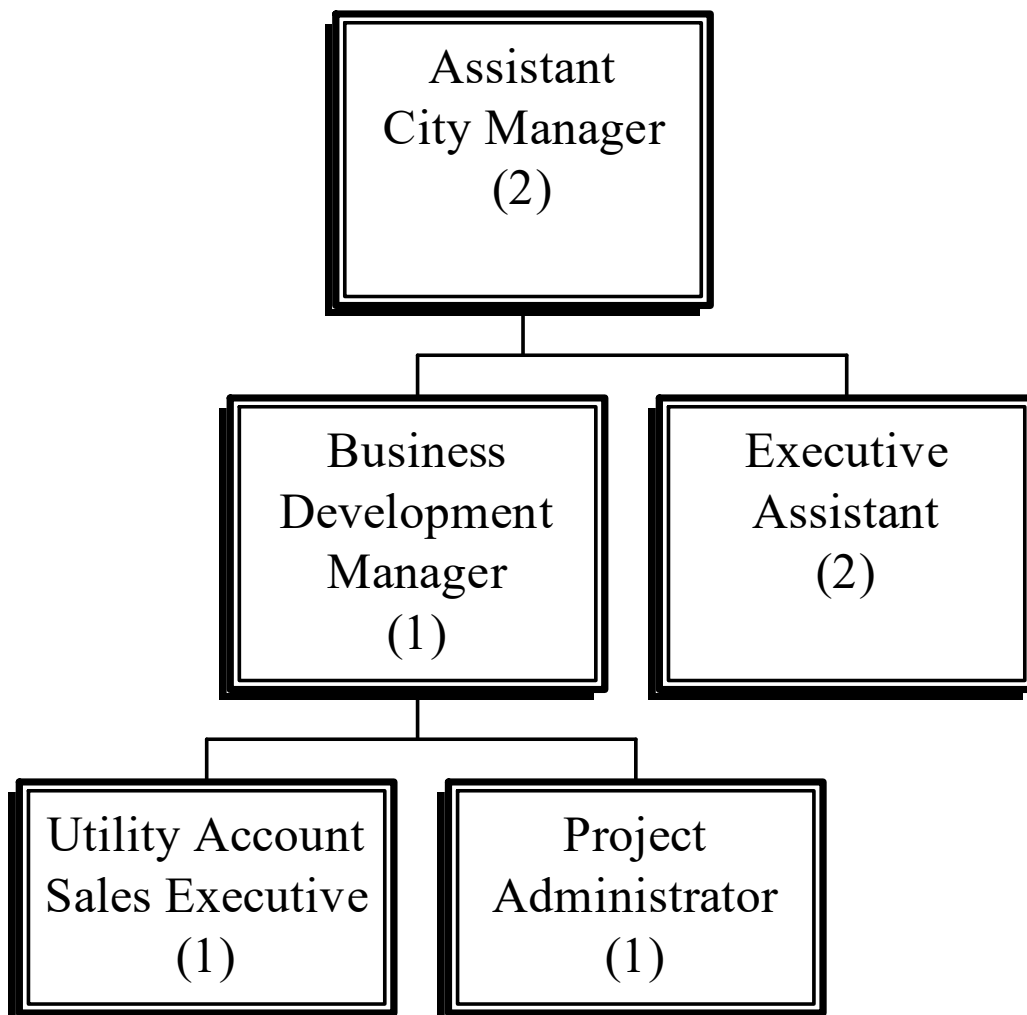 Assistant
City Manager
(2)
Business
Development
Manager
(1)
Executive
Assistant
(2)
Utility Account
Sales Executive
(1)
Project
Administrator
(1)